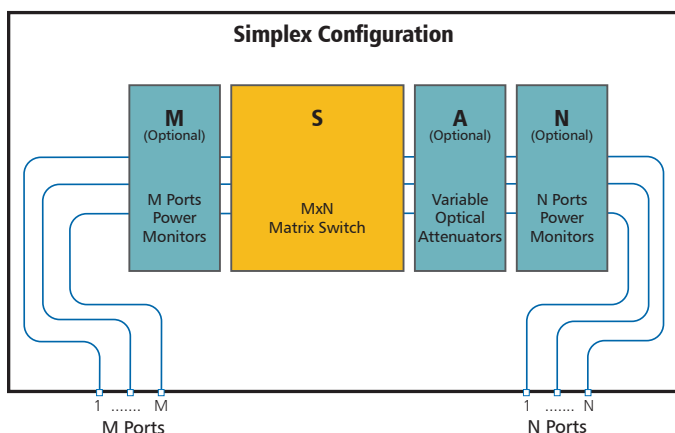 Simplex Configuration
M
(Optional)
M Ports
Power
Monitors
S
MxN
Matrix Switch
A
(Optional)
Variable
Optical
Attenuators
N
(Optional)
N Ports
Power
Monitors
1 ....... M
M Ports
1 ....... N
N Ports